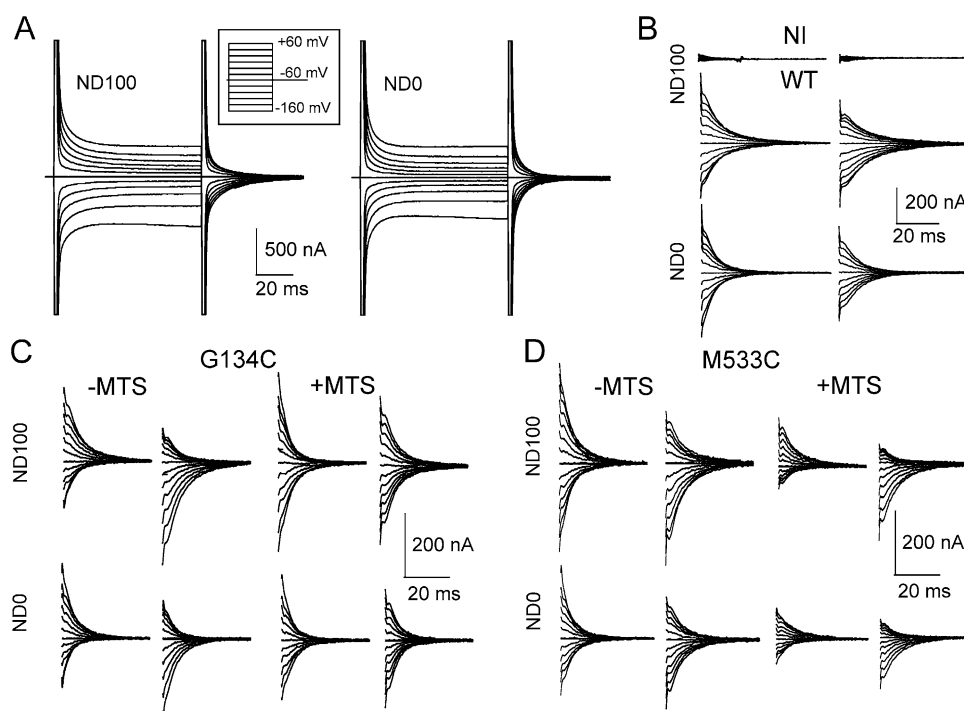 A
ND100
+60 mV
-60 mV
-160 mV
ND0
500 nA
20 ms
B
NI
ND100
WT
200 nA
20 ms
ND0
C
G134C
-MTS
+MTS
ND100
200 nA
20 ms
ND0
D
M533C
-MTS
+MTS
ND100
200 nA
20 ms
ND0